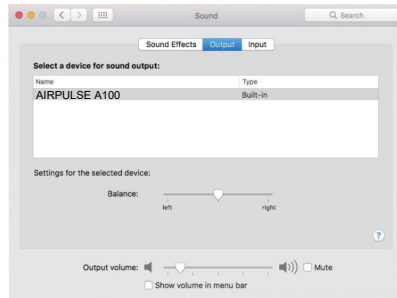 Sound
Search
Sound Effects Output Input
Select a device for sound output:
Name Type
AIRPULSE A100 Built-in
Settings for the selected device:
Balance:
left right
?
Output volume: Mute
Show volume in menu bar